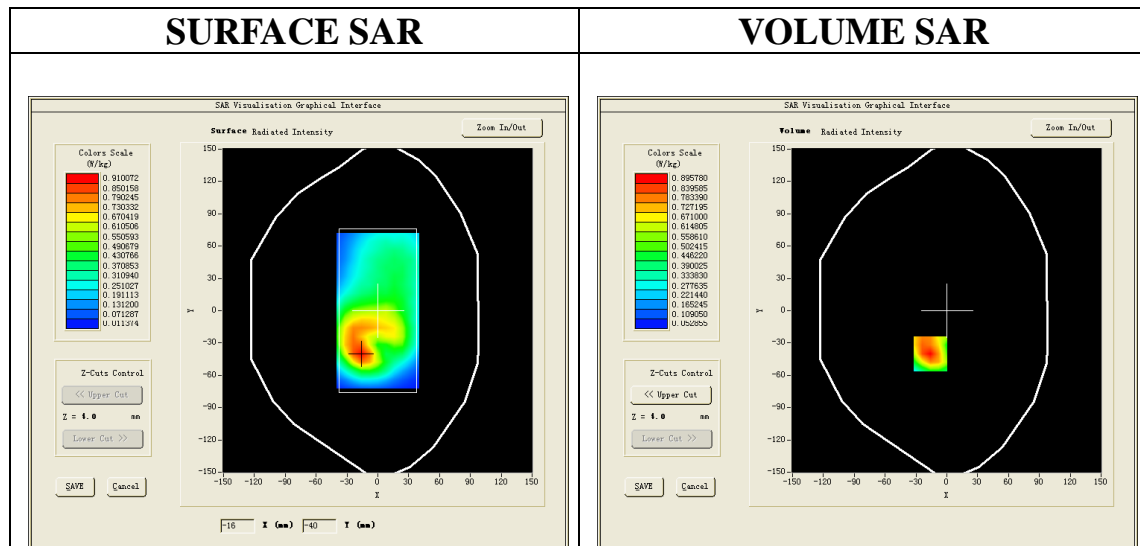 SURFACE SAR
VOLUME SAR
SAR Visualisation Graphical Interface
Surface Radiated Intensity
Zoom In/Out
Colors Scale
(W/kg)
0.910072
0.850158
0.790245
0.730332
0.670419
0.610506
0.550593
0.490679
0.430766
0.370853
0.310940
0.251027
0.191113
0.131200
0.071287
0.011374
150
120
90
60
30
0
-30
-60
-90
-120
-150
Y
-150 -120 -90 -60 -30 0 30 60 90 120 150
X
Z-Cuts Control
<< Upper Cut
Z = 4.0 mm
Lower Cut >>
SAVE Cancel
-16 X (mm) -40 Y (mm)
SAR Visualisation Graphical Interface
Volume Radiated Intensity
Zoom In/Out
Colors Scale
(W/kg)
0.895780
0.839585
0.783390
0.727195
0.671000
0.614805
0.558610
0.502415
0.446220
0.390025
0.333830
0.277635
0.221440
0.165245
0.109050
0.052855
150
120
90
60
30
0
-30
-60
-90
-120
-150
Y
-150 -120 -90 -60 -30 0 30 60 90 120 150
X
Z-Cuts Control
<< Upper Cut
Z = 4.0 mm
Lower Cut >>
SAVE Cancel